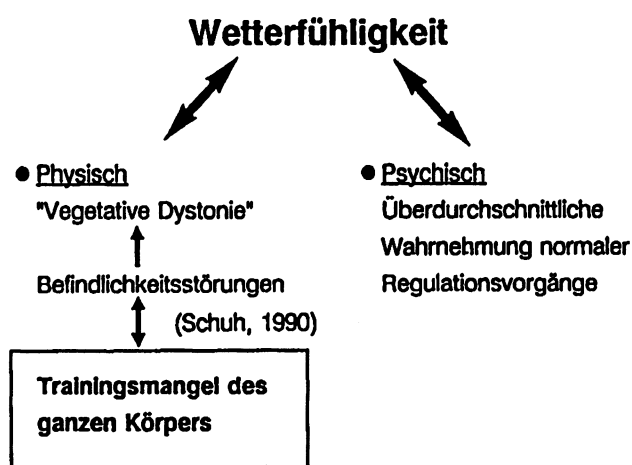 Wetterfühligkeit
● Physisch
"Vegetative Dystonie"
Befindlichkeitsstörungen
(Schuh, 1990)
Trainingsmangel des
ganzen Körpers
● Psychisch
Überdurchschnittliche
Wahrnehmung normaler
Regulationsvorgänge